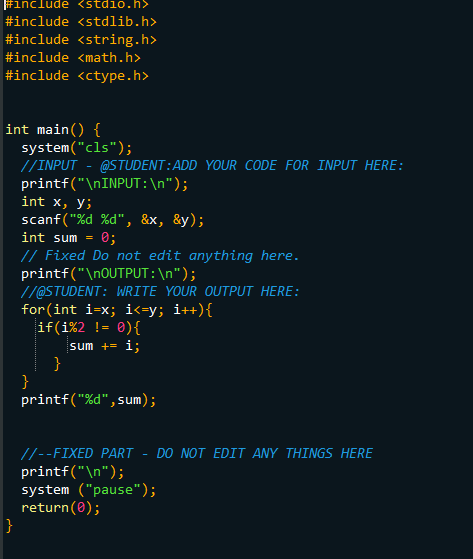 #include <stdio.h>
#include <stdlib.h>
#include <string.h>
#include <math.h>
#include <ctype.h>
int main() {
system("cls");
//INPUT - @STUDENT:ADD YOUR CODE FOR INPUT HERE:
printf("\nINPUT:\n");
int x, y;
scanf("%d %d", &x, &y);
int sum = 0;
// Fixed Do not edit anything here.
printf("\nOUTPUT:\n");
//@STUDENT: WRITE YOUR OUTPUT HERE:
for(int i=x; i<=y; i++){
if(i%2 != 0){
sum += i;
}
}
printf("%d",sum);
//--FIXED PART - DO NOT EDIT ANY THINGS HERE
printf("\n");
system ("pause");
return(0);
}